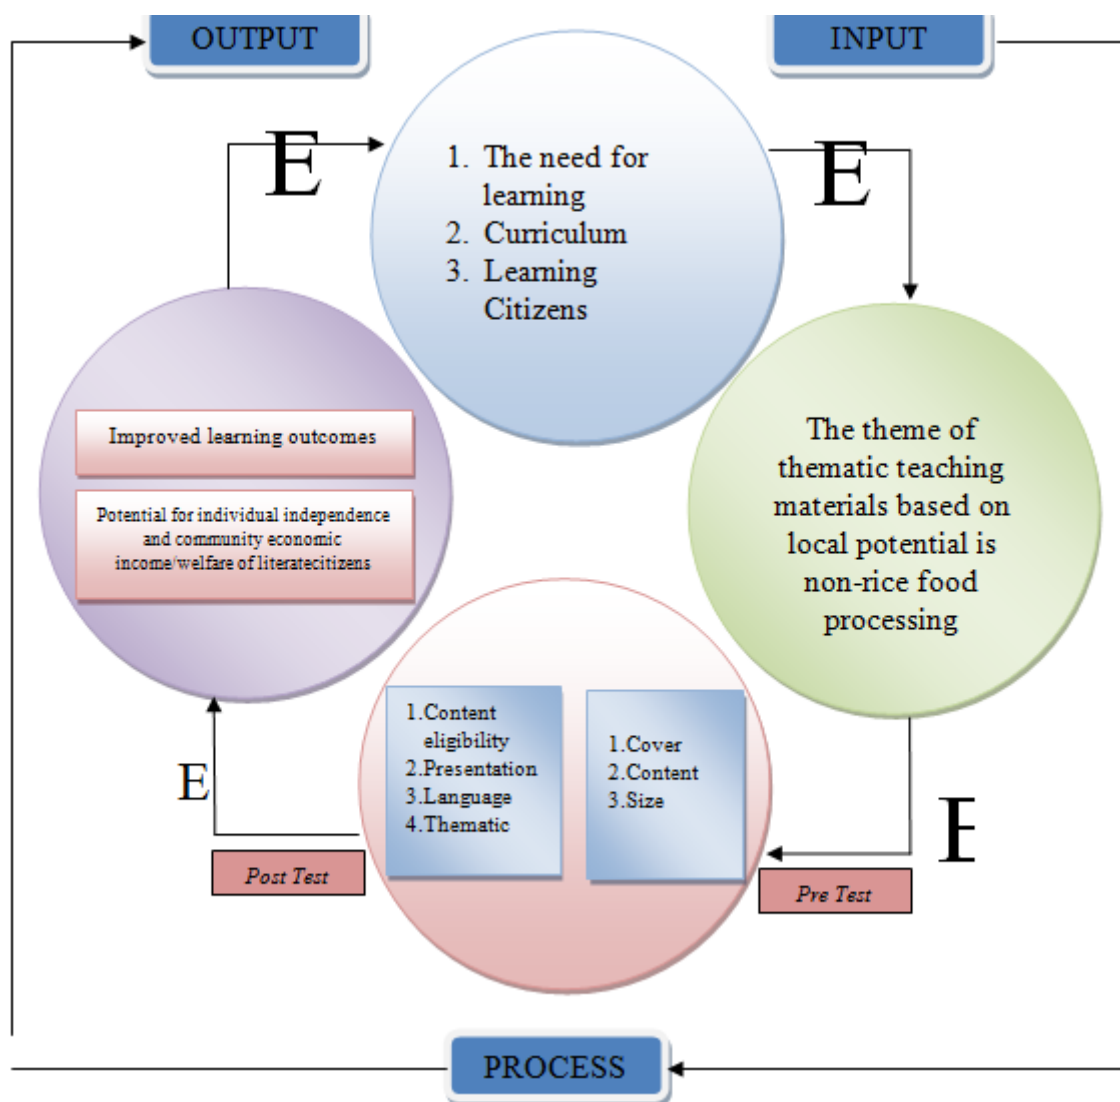 OUTPUT
INPUT
E
E
1. The need for
learning
2. Curriculum
3. Learning
Citizens
Improved learning outcomes
Potential for individual independence
and community economic
income/welfare of literatecitizens
The theme of
thematic teaching
materials based on
local potential is
non-rice food
processing
1.Content
eligibility
2.Presentation
3.Language
4.Thematic
1.Cover
2.Content
3.Size
E
E
Post Test
Pre Test
PROCESS